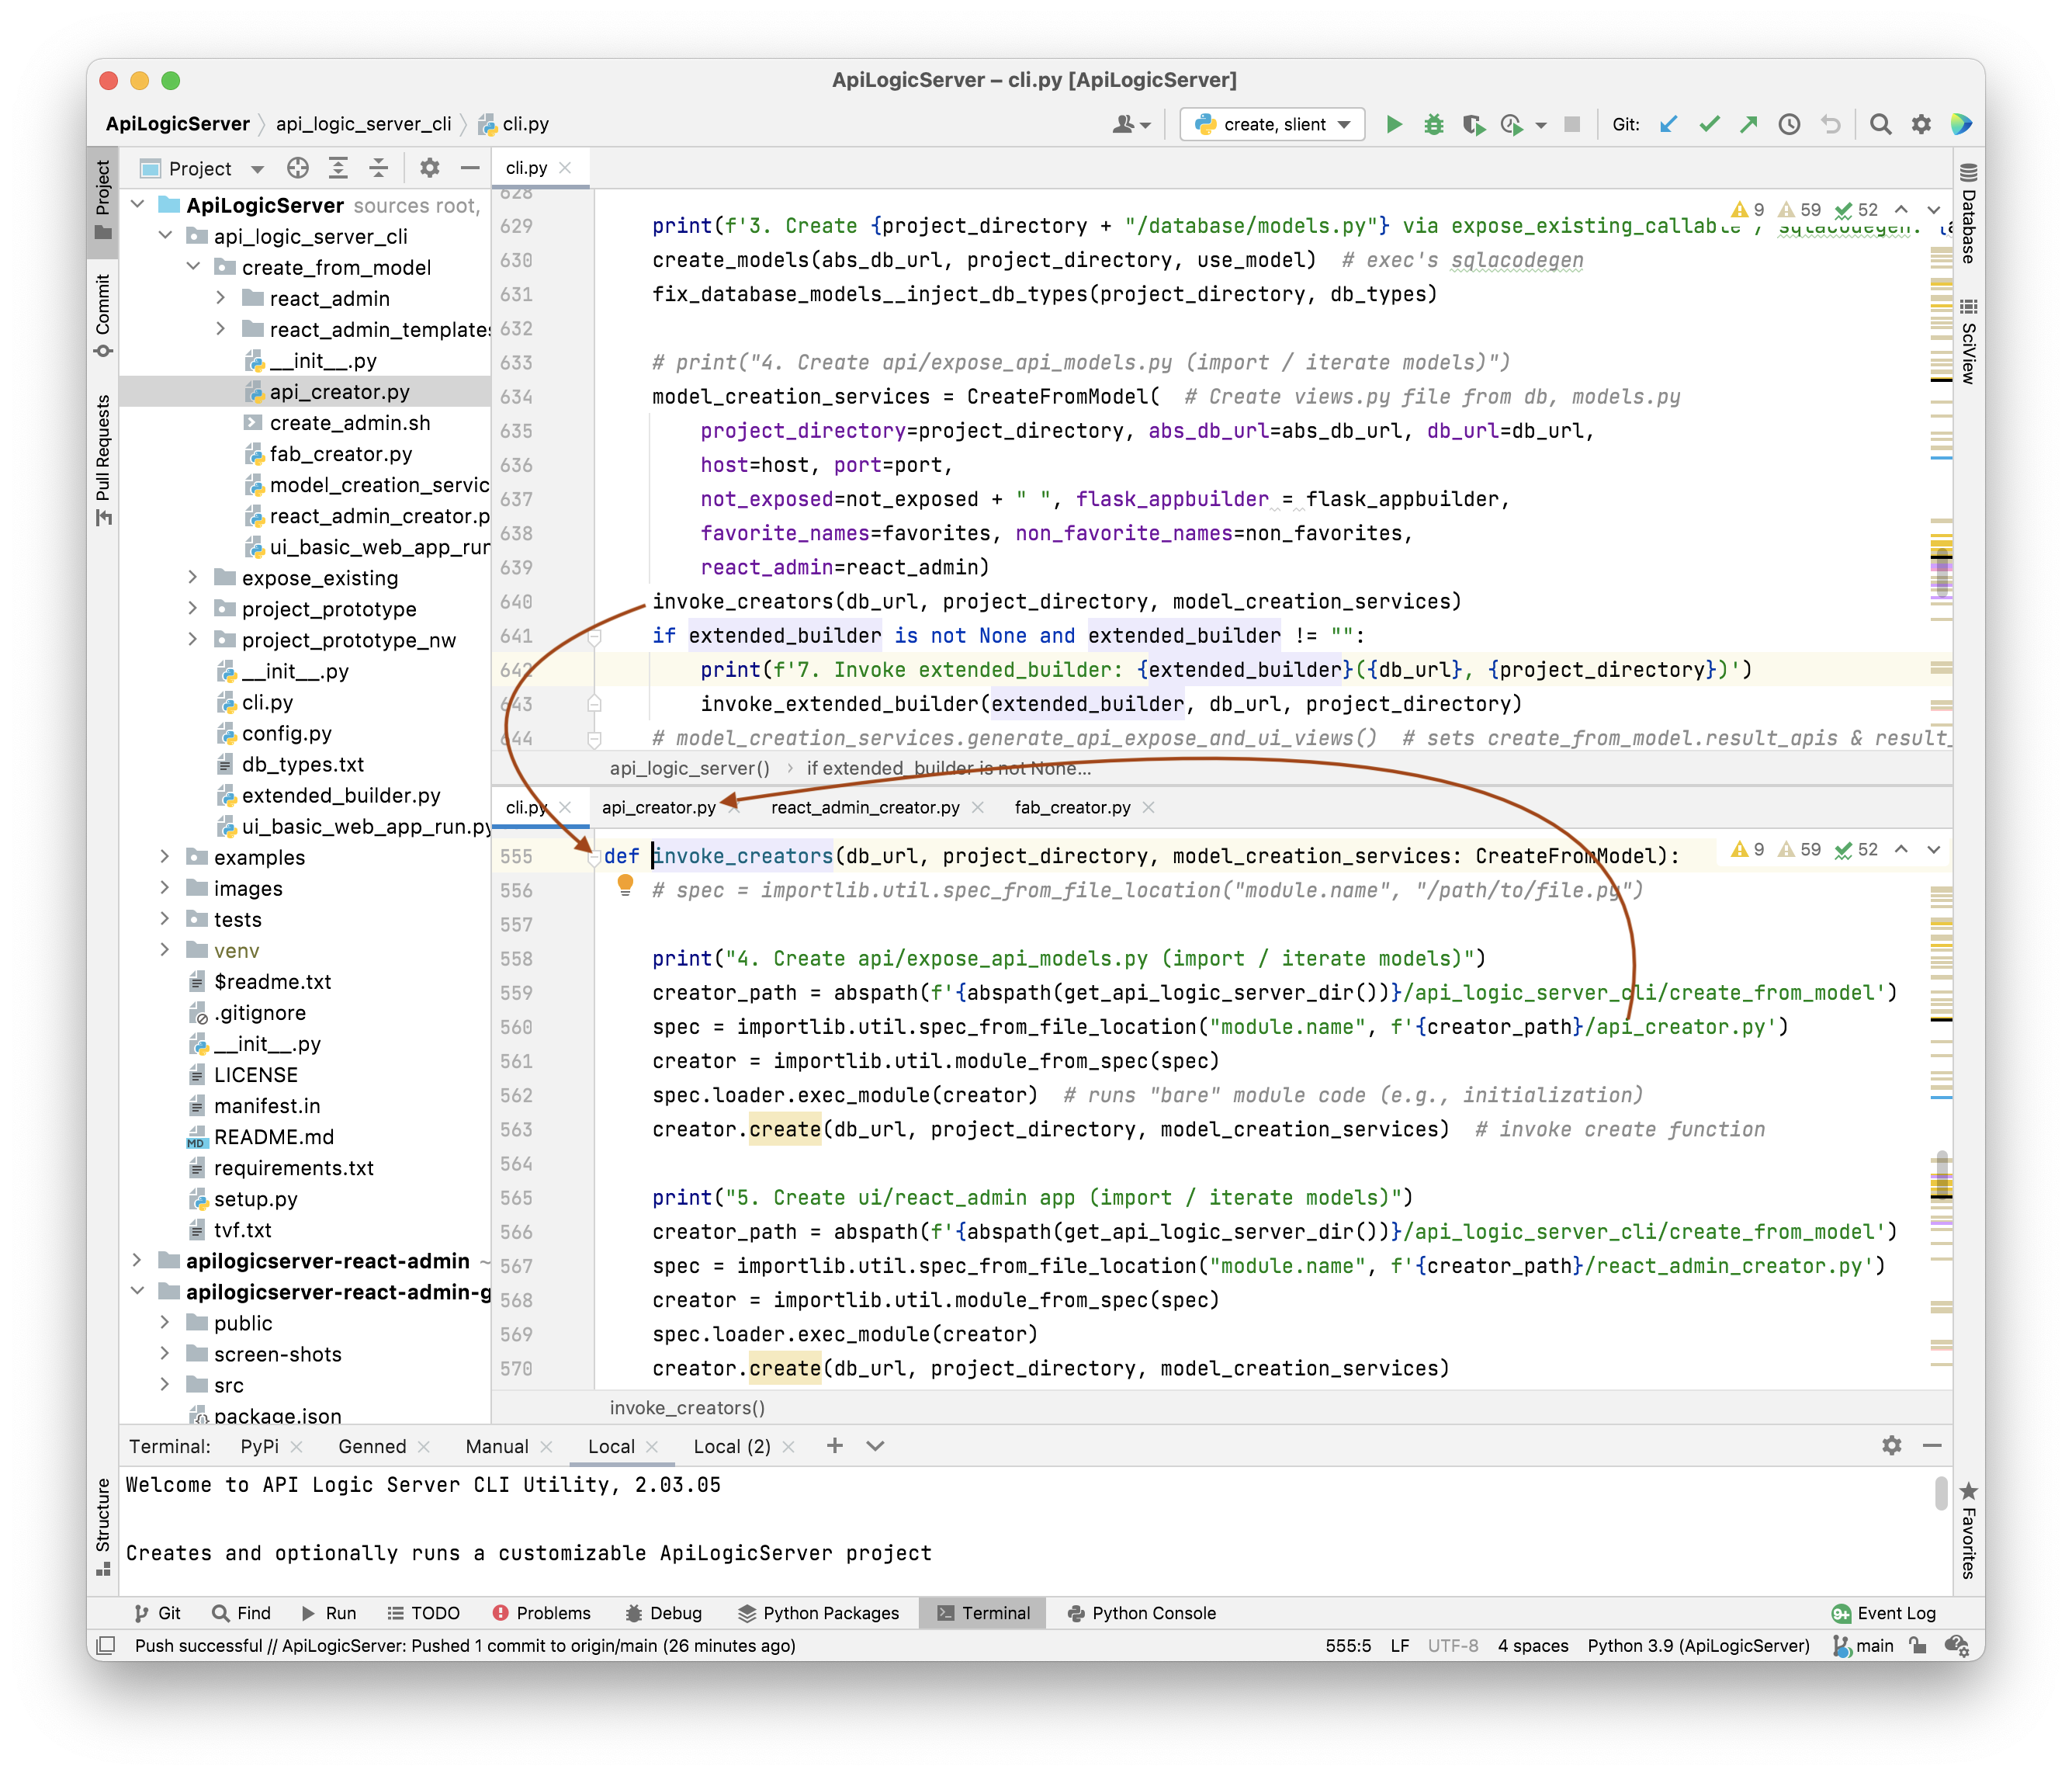 ApiLogicServer – cli.py [ApiLogicServer]
ApiLogicServer api_logic_server_cli cli.py
create, slient
Git:
Project
cli.py
Project
Commit
Pull Requests
Structure
Database
SciView
Favorites
ApiLogicServer sources root,
api_logic_server_cli
create_from_model
react_admin
react_admin_templates
__init__.py
api_creator.py
create_admin.sh
fab_creator.py
model_creation_servic
react_admin_creator.p
ui_basic_web_app_run
expose_existing
project_prototype
project_prototype_nw
__init__.py
cli.py
config.py
db_types.txt
extended_builder.py
ui_basic_web_app_run.py
examples
images
tests
venv
$readme.txt
.gitignore
__init__.py
LICENSE
manifest.in
README.md
requirements.txt
setup.py
tvf.txt
apilogicserver-react-admin ~
apilogicserver-react-admin-g
public
screen-shots
src
package.json
628
9 59 52
629 print(f'3. Create {project_directory + "/database/models.py"} via expose_existing_callable / sqlacodegen: {a
630 create_models(abs_db_url, project_directory, use_model)  # exec's sqlacodegen
631 fix_database_models__inject_db_types(project_directory, db_types)
632
633 # print("4. Create api/expose_api_models.py (import / iterate models)")
634 model_creation_services = CreateFromModel(  # Create views.py file from db, models.py
635 project_directory=project_directory, abs_db_url=abs_db_url, db_url=db_url,
636 host=host, port=port,
637 not_exposed=not_exposed + " ", flask_appbuilder = flask_appbuilder,
638 favorite_names=favorites, non_favorite_names=non_favorites,
639 react_admin=react_admin)
640 invoke_creators(db_url, project_directory, model_creation_services)
641 if extended_builder is not None and extended_builder != "":
642 print(f'7. Invoke extended_builder: {extended_builder}({db_url}, {project_directory})')
643 invoke_extended_builder(extended_builder, db_url, project_directory)
644 # model_creation_services.generate_api_expose_and_ui_views()  # sets create_from_model.result_apis & result_
api_logic_server() › if extended_builder is not None...
cli.py api_creator.py react_admin_creator.py fab_creator.py
555 def invoke_creators(db_url, project_directory, model_creation_services: CreateFromModel):
9 59 52
556 # spec = importlib.util.spec_from_file_location("module.name", "/path/to/file.py")
557
558 print("4. Create api/expose_api_models.py (import / iterate models)")
559 creator_path = abspath(f'{abspath(get_api_logic_server_dir())}/api_logic_server_cli/create_from_model')
560 spec = importlib.util.spec_from_file_location("module.name", f'{creator_path}/api_creator.py')
561 creator = importlib.util.module_from_spec(spec)
562 spec.loader.exec_module(creator)  # runs "bare" module code (e.g., initialization)
563 creator.create(db_url, project_directory, model_creation_services)  # invoke create function
564
565 print("5. Create ui/react_admin app (import / iterate models)")
566 creator_path = abspath(f'{abspath(get_api_logic_server_dir())}/api_logic_server_cli/create_from_model')
567 spec = importlib.util.spec_from_file_location("module.name", f'{creator_path}/react_admin_creator.py')
568 creator = importlib.util.module_from_spec(spec)
569 spec.loader.exec_module(creator)
570 creator.create(db_url, project_directory, model_creation_services)
invoke_creators()
Terminal: PyPi Genned Manual Local Local (2)
Welcome to API Logic Server CLI Utility, 2.03.05
Creates and optionally runs a customizable ApiLogicServer project
Git Find Run TODO Problems Debug Python Packages Terminal Python Console 9+ Event Log
Push successful // ApiLogicServer: Pushed 1 commit to origin/main (26 minutes ago) 555:5 LF UTF-8 4 spaces Python 3.9 (ApiLogicServer) main